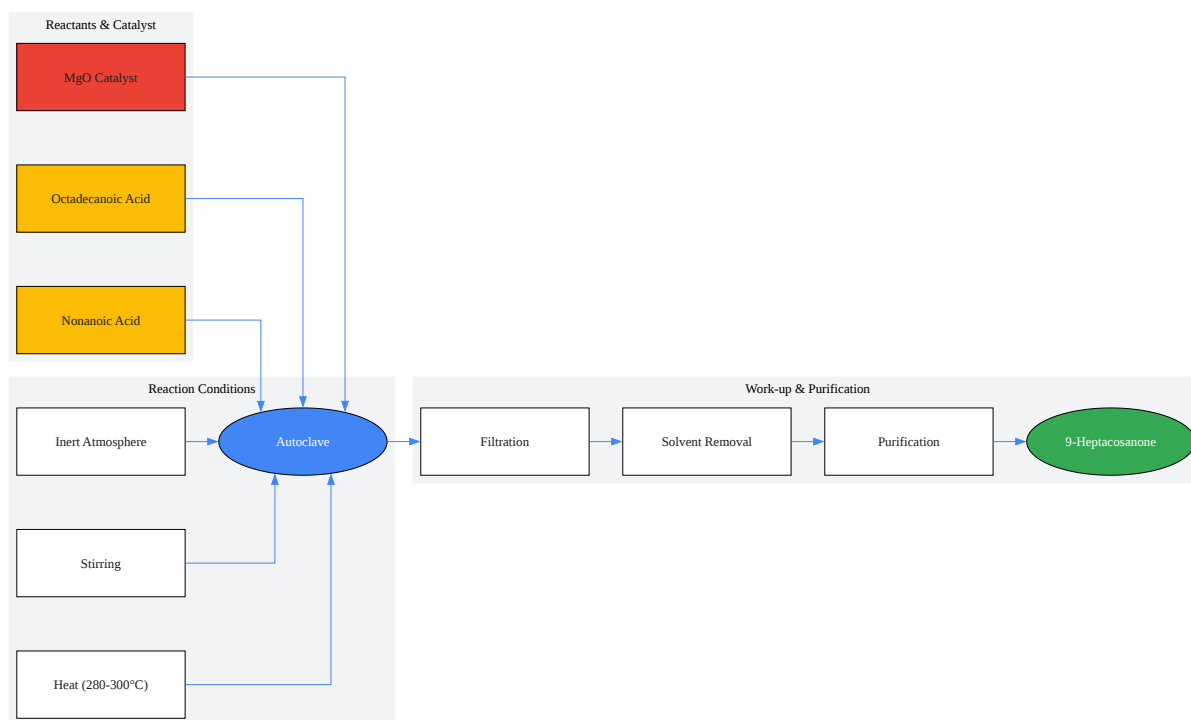 Reactants & Catalyst
MgO Catalyst
Octadecanoic Acid
Nonanoic Acid
Reaction Conditions
Inert Atmosphere
Autoclave
Stirring
Heat (280-300°C)
Work-up & Purification
Filtration
Solvent Removal
Purification
9-Heptacosanone